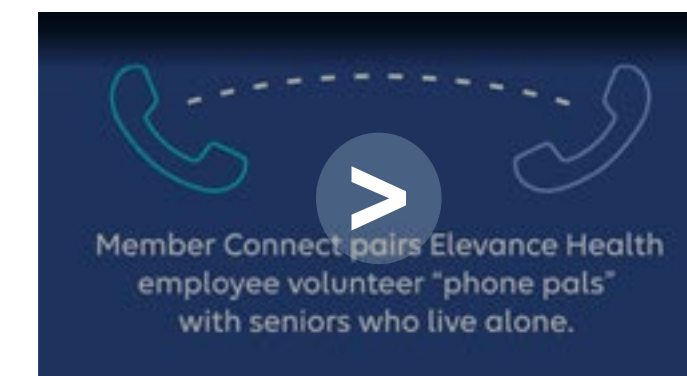 Member Connect pairs Elevance Health
employee volunteer “phone pals”
with seniors who live alone.